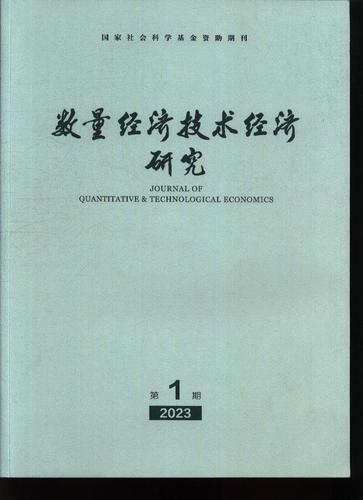 国家社会科学基金资助期刊
数量经济技术经济
研究
JOURNAL OF
QUANTITATIVE & TECHNOLOGICAL ECONOMICS
第 1 期
2023